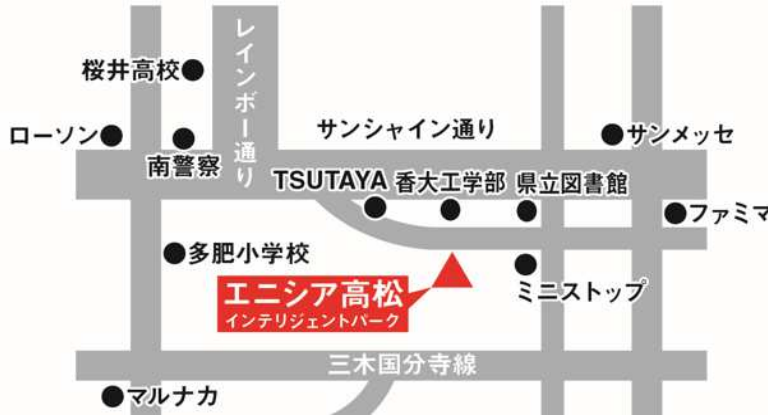 レインボー通り
桜井高校
ローソン
南警察
サンシャイン通り
サンメッセ
TSUTAYA
香大工学部
県立図書館
ファミマ
多肥小学校
エニシア高松
インテリジェントパーク
ミニストップ
三木国分寺線
マルナカ